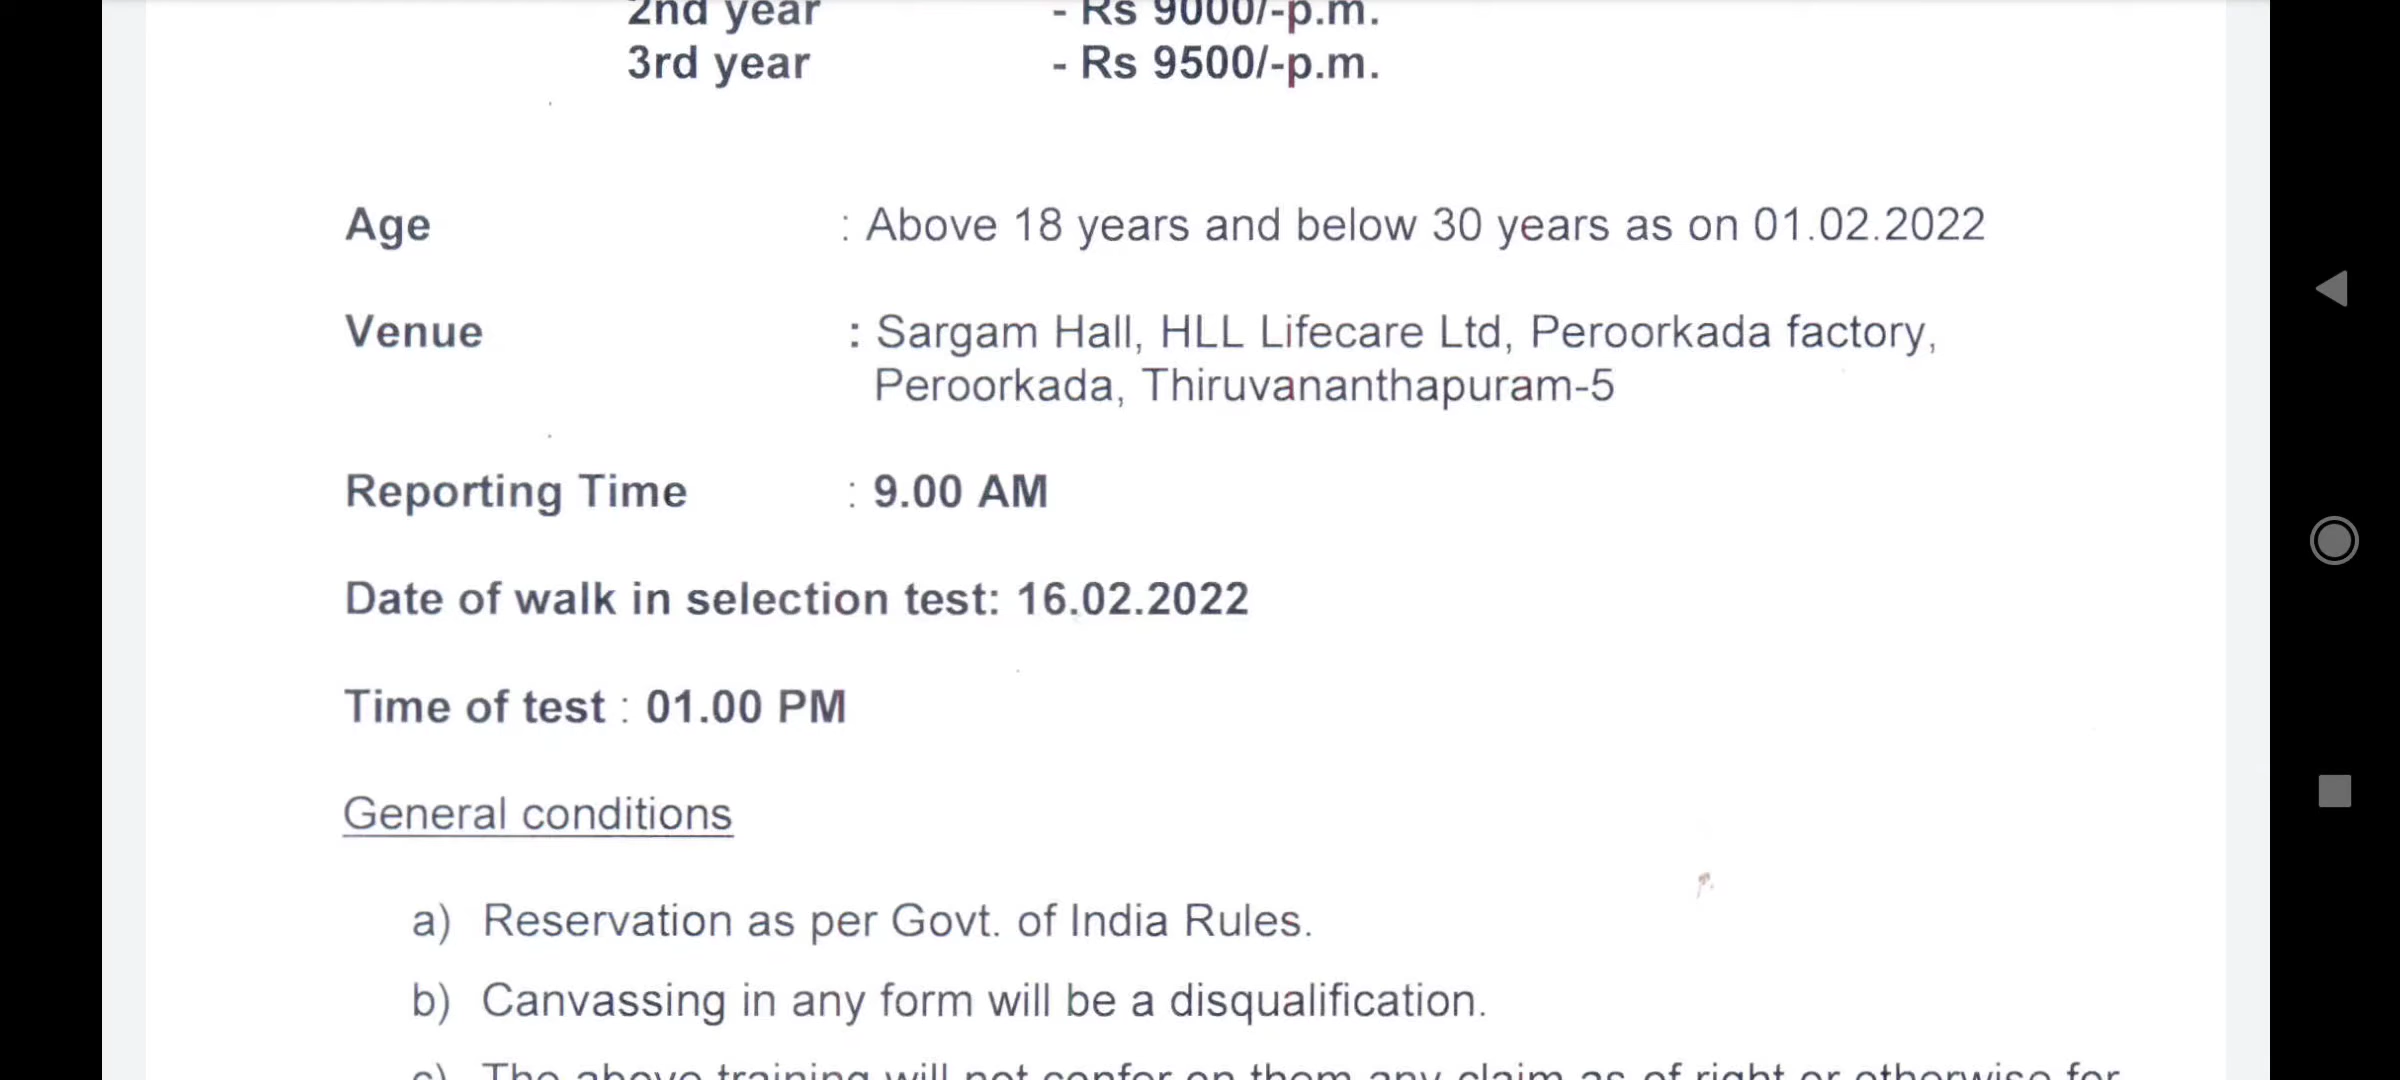 2nd year - Rs 9000/-p.m.
3rd year - Rs 9500/-p.m.
Age : Above 18 years and below 30 years as on 01.02.2022
Venue : Sargam Hall, HLL Lifecare Ltd, Peroorkada factory,
Peroorkada, Thiruvananthapuram-5
Reporting Time : 9.00 AM
Date of walk in selection test: 16.02.2022
Time of test : 01.00 PM
General conditions
a) Reservation as per Govt. of India Rules.
b) Canvassing in any form will be a disqualification.
c) The above training will not confer on them any claim as of right or otherwise for